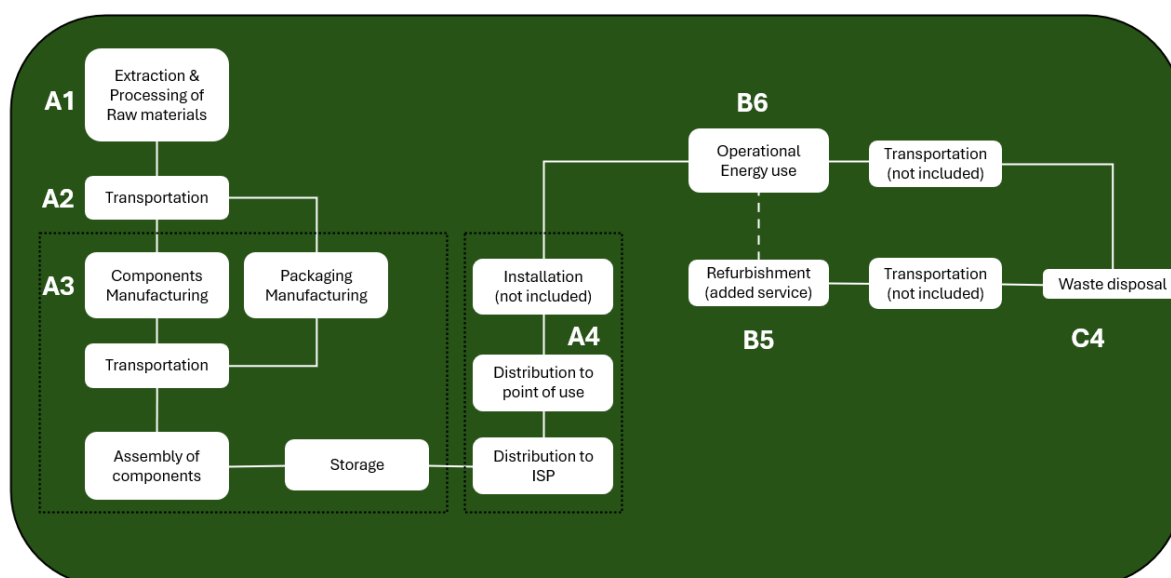 A1
Extraction &
Processing of
Raw materials
A2
Transportation
A3
Components
Manufacturing
Packaging
Manufacturing
Transportation
Assembly of
components
Storage
Installation
(not included)
A4
Distribution to
point of use
Distribution to
ISP
B6
Operational
Energy use
Transportation
(not included)
Refurbishment
(added service)
B5
Transportation
(not included)
Waste disposal
C4